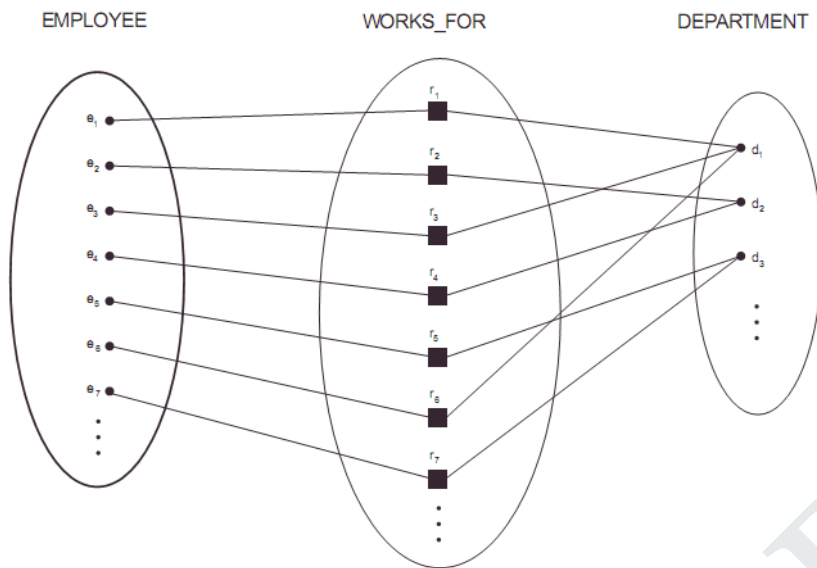 EMPLOYEE
WORKS_FOR
DEPARTMENT
e1
e2
e3
e4
e5
e6
e7
r1
r2
r3
r4
r5
r6
r7
d1
d2
d3